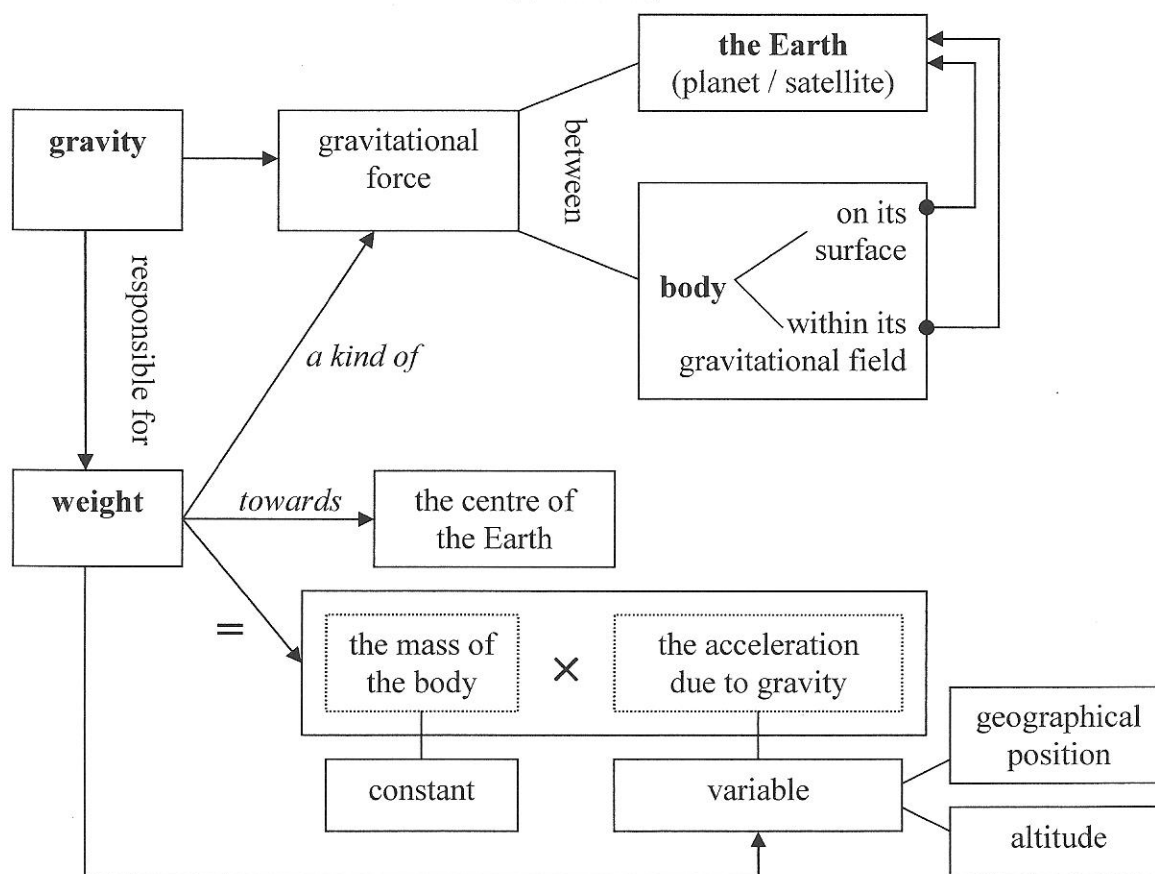 the Earth
(planet / satellite)
gravity
gravitational
force
between
on its
surface
body
within its
gravitational field
responsible for
a kind of
weight
towards
the centre of
the Earth
=
the mass of
the body
×
the acceleration
due to gravity
geographical
position
constant
variable
altitude